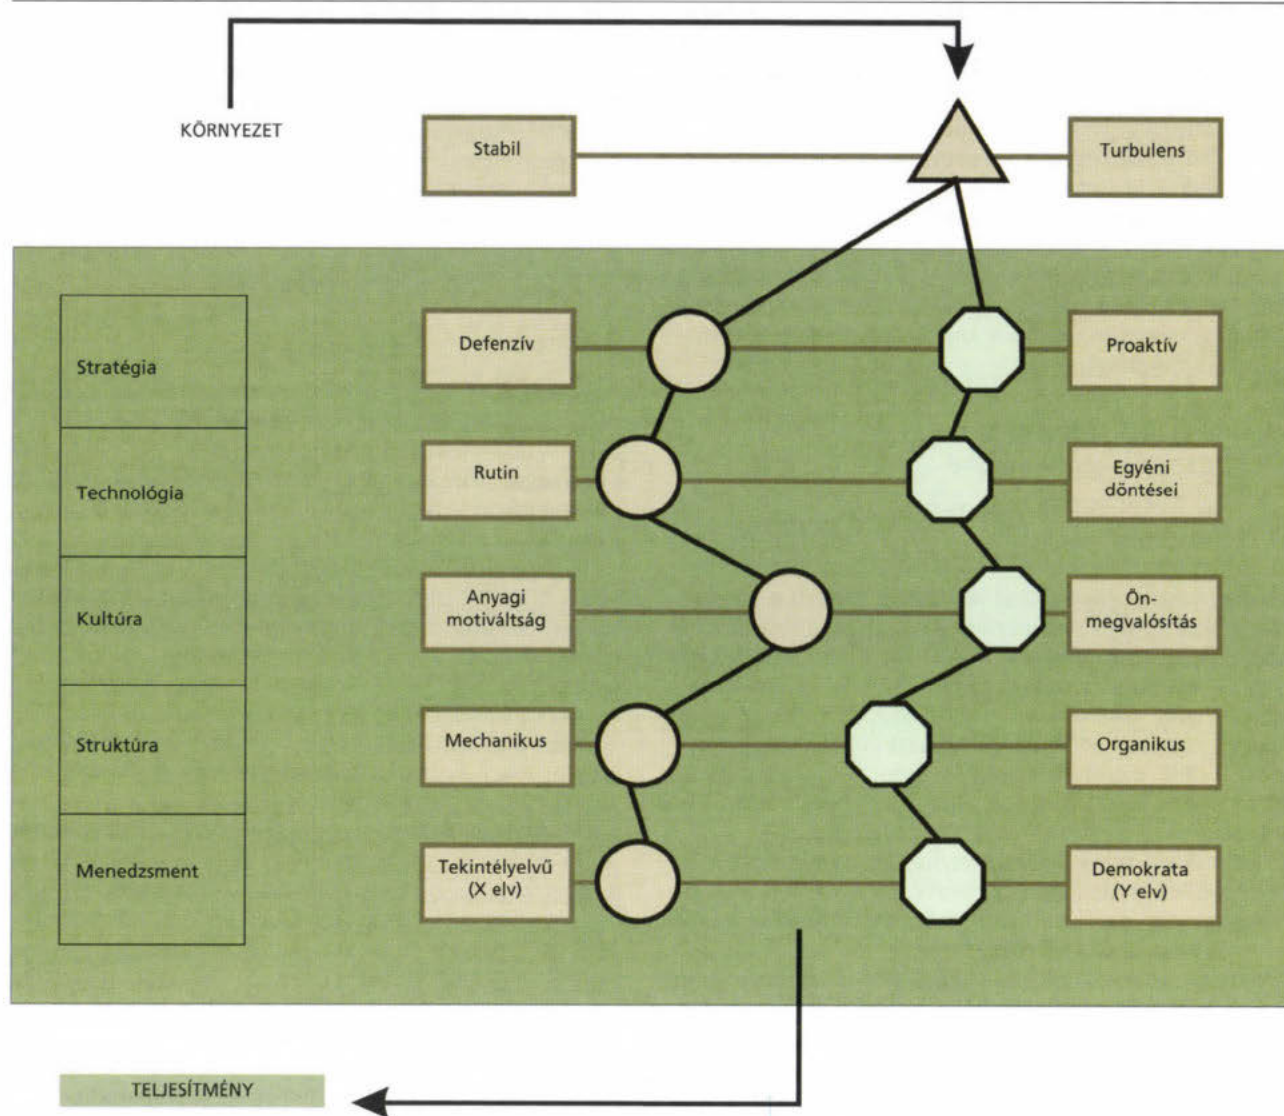 KÖRNYEZET
Stabil
Turbulens
Stratégia
Defenzív
Proaktív
Technológia
Rutin
Egyéni
döntései
Kultúra
Anyagi
motiváltság
Ön-
megvalósítás
Struktúra
Mechanikus
Organikus
Menedzsment
Tekintélyelvű
(X elv)
Demokrata
(Y elv)
TELJESÍTMÉNY